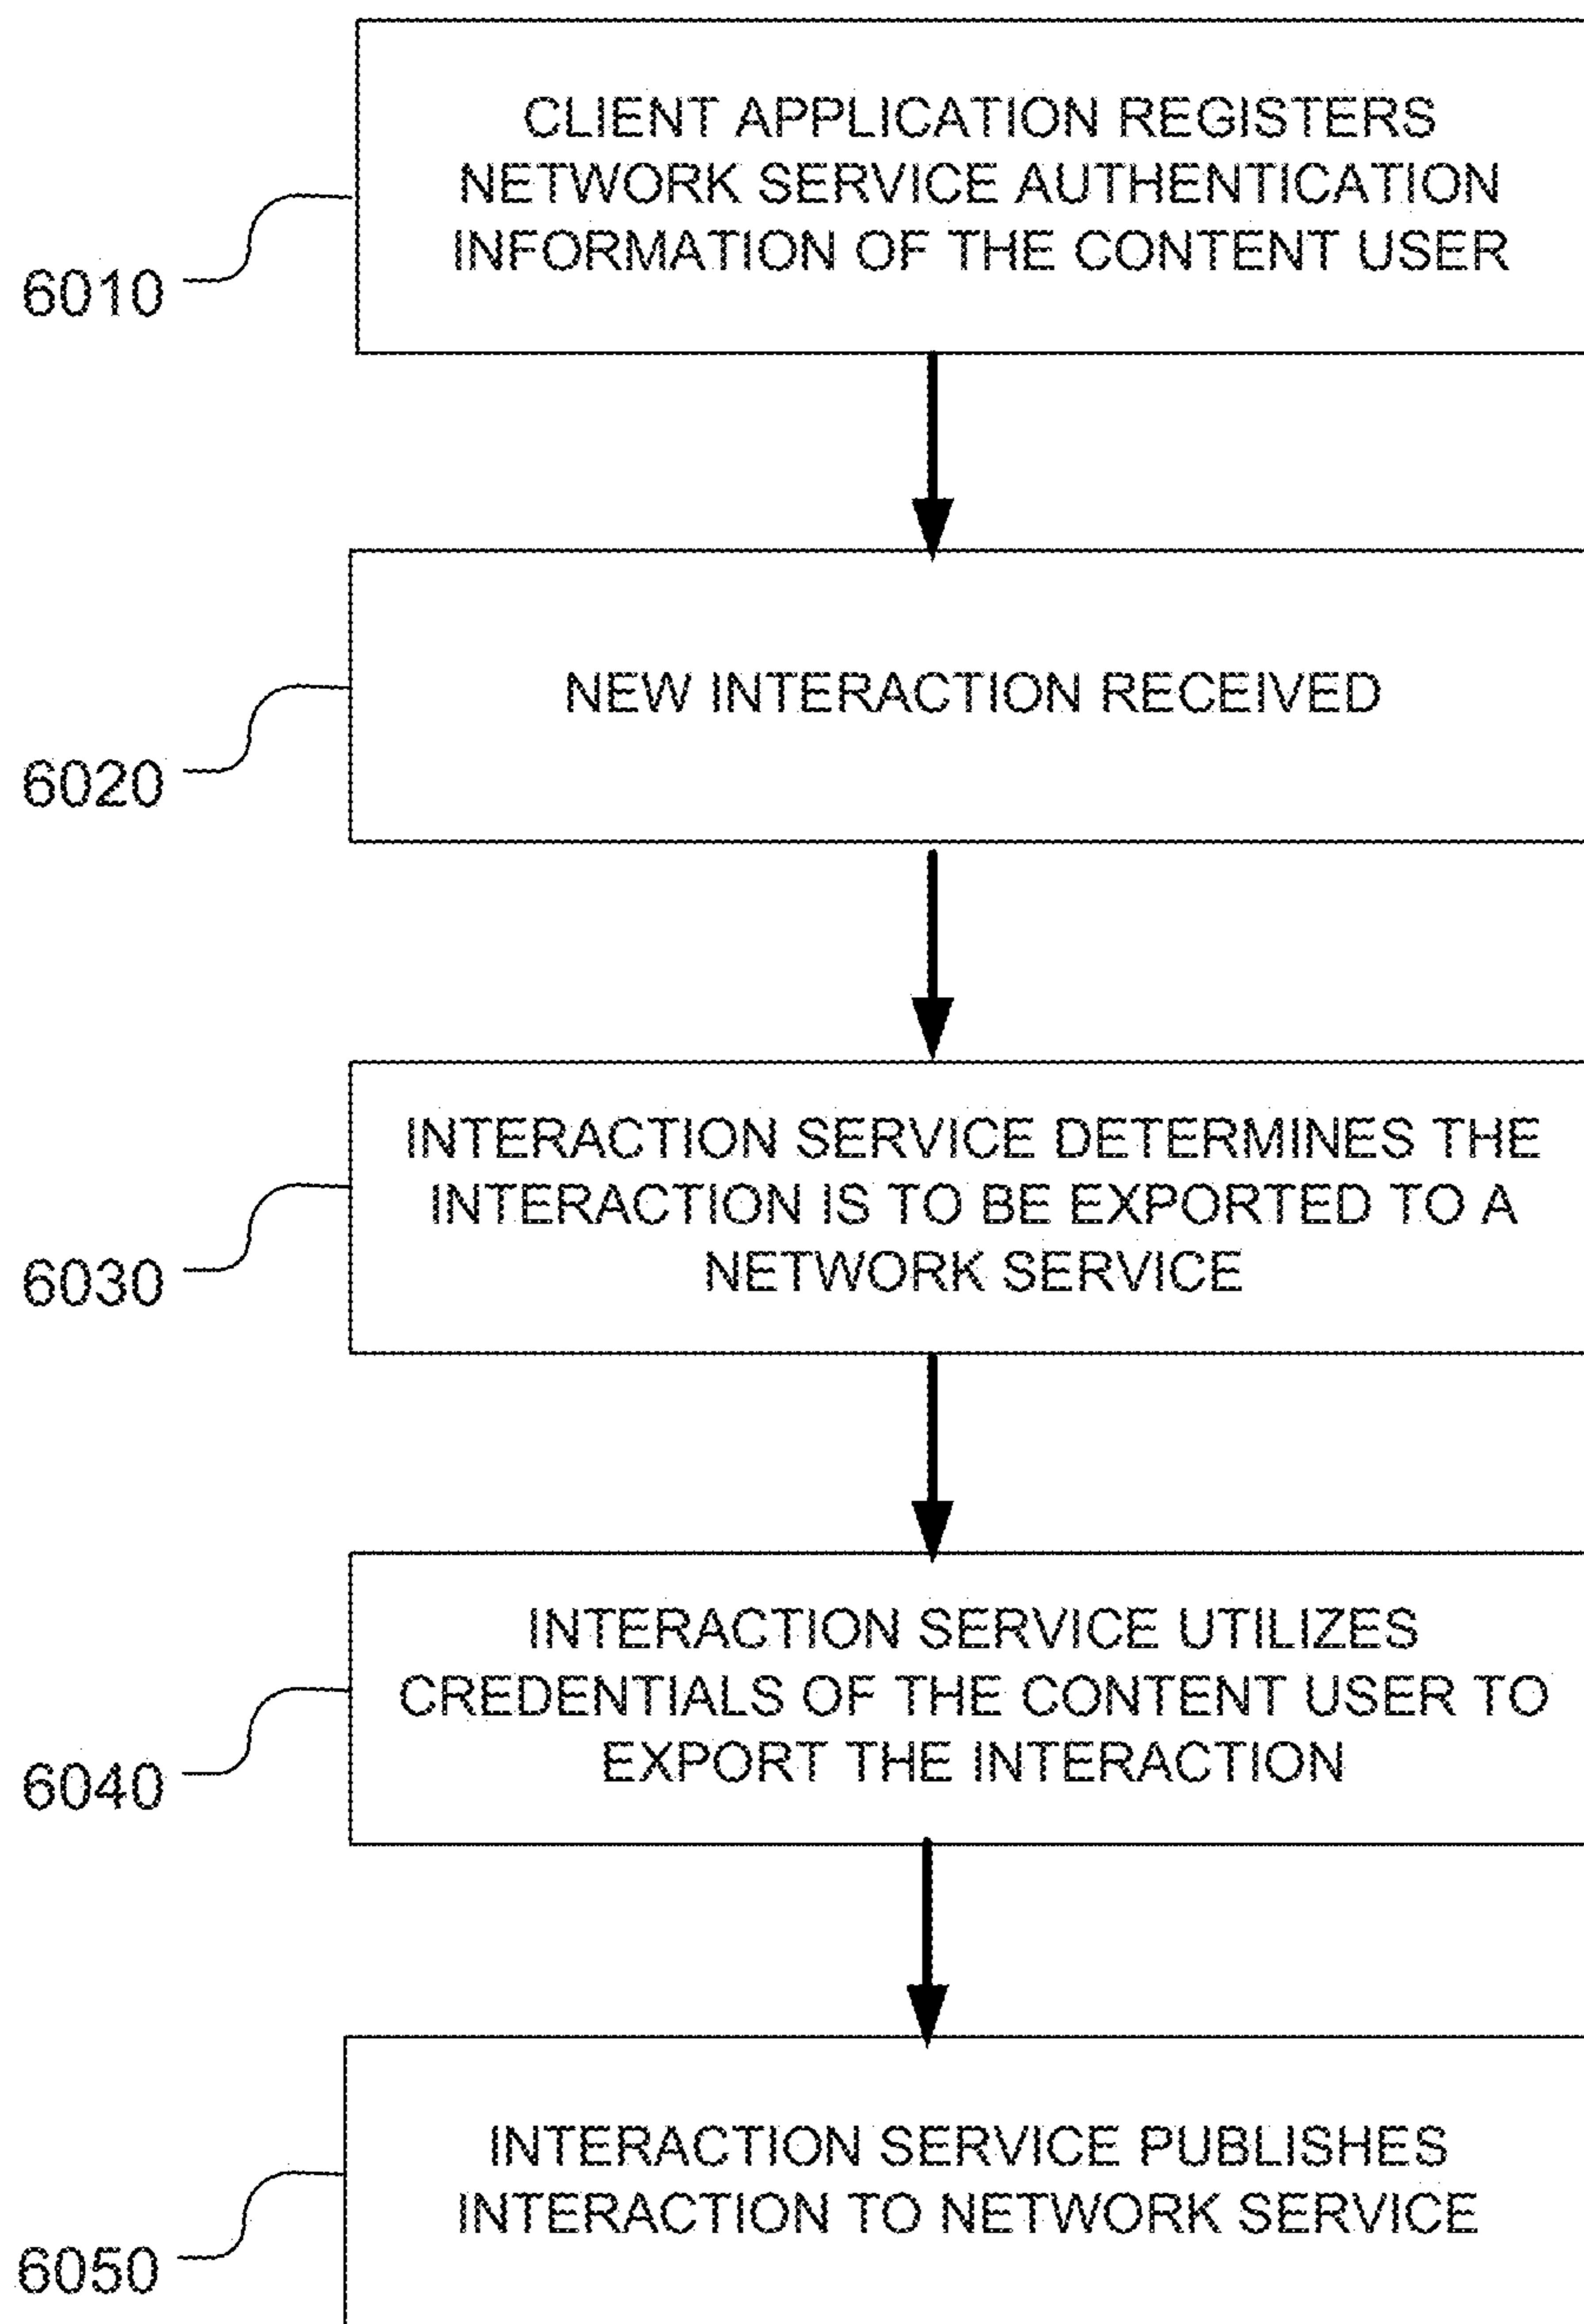 CLIENT APPLICATION REGISTERS
NETWORK SERVICE AUTHENTICATION
INFORMATION OF THE CONTENT USER
6010
NEW INTERACTION RECEIVED
6020
INTERACTION SERVICE DETERMINES THE
INTERACTION IS TO BE EXPORTED TO A
NETWORK SERVICE
6030
INTERACTION SERVICE UTILIZES
CREDENTIALS OF THE CONTENT USER TO
EXPORT THE INTERACTION
6040
INTERACTION SERVICE PUBLISHES
INTERACTION TO NETWORK SERVICE
6050